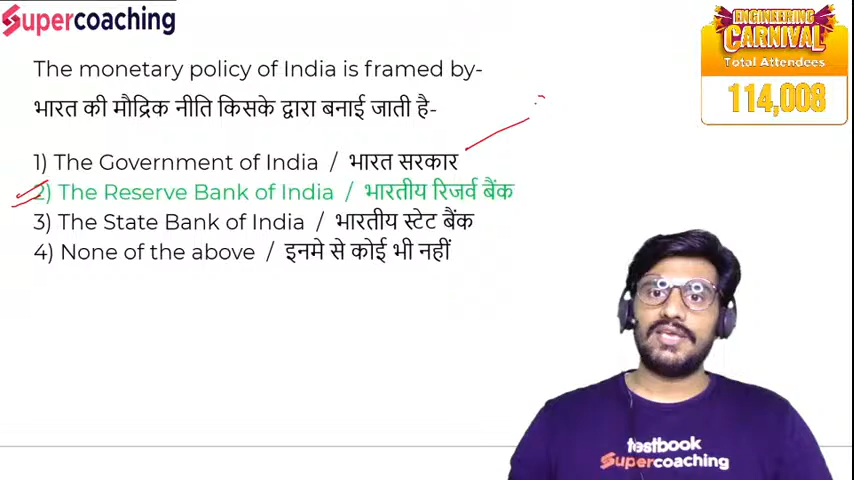 Supercoaching
ENGINEERING
CARNIVAL
Total Attendees
114,008
The monetary policy of India is framed by-
भारत की मौद्रिक नीति किसके द्वारा बनाई जाती है-
1) The Government of India / भारत सरकार
2) The Reserve Bank of India / भारतीय रिजर्व बैंक
3) The State Bank of India / भारतीय स्टेट बैंक
4) None of the above / इनमे से कोई भी नहीं
testbook
Supercoaching